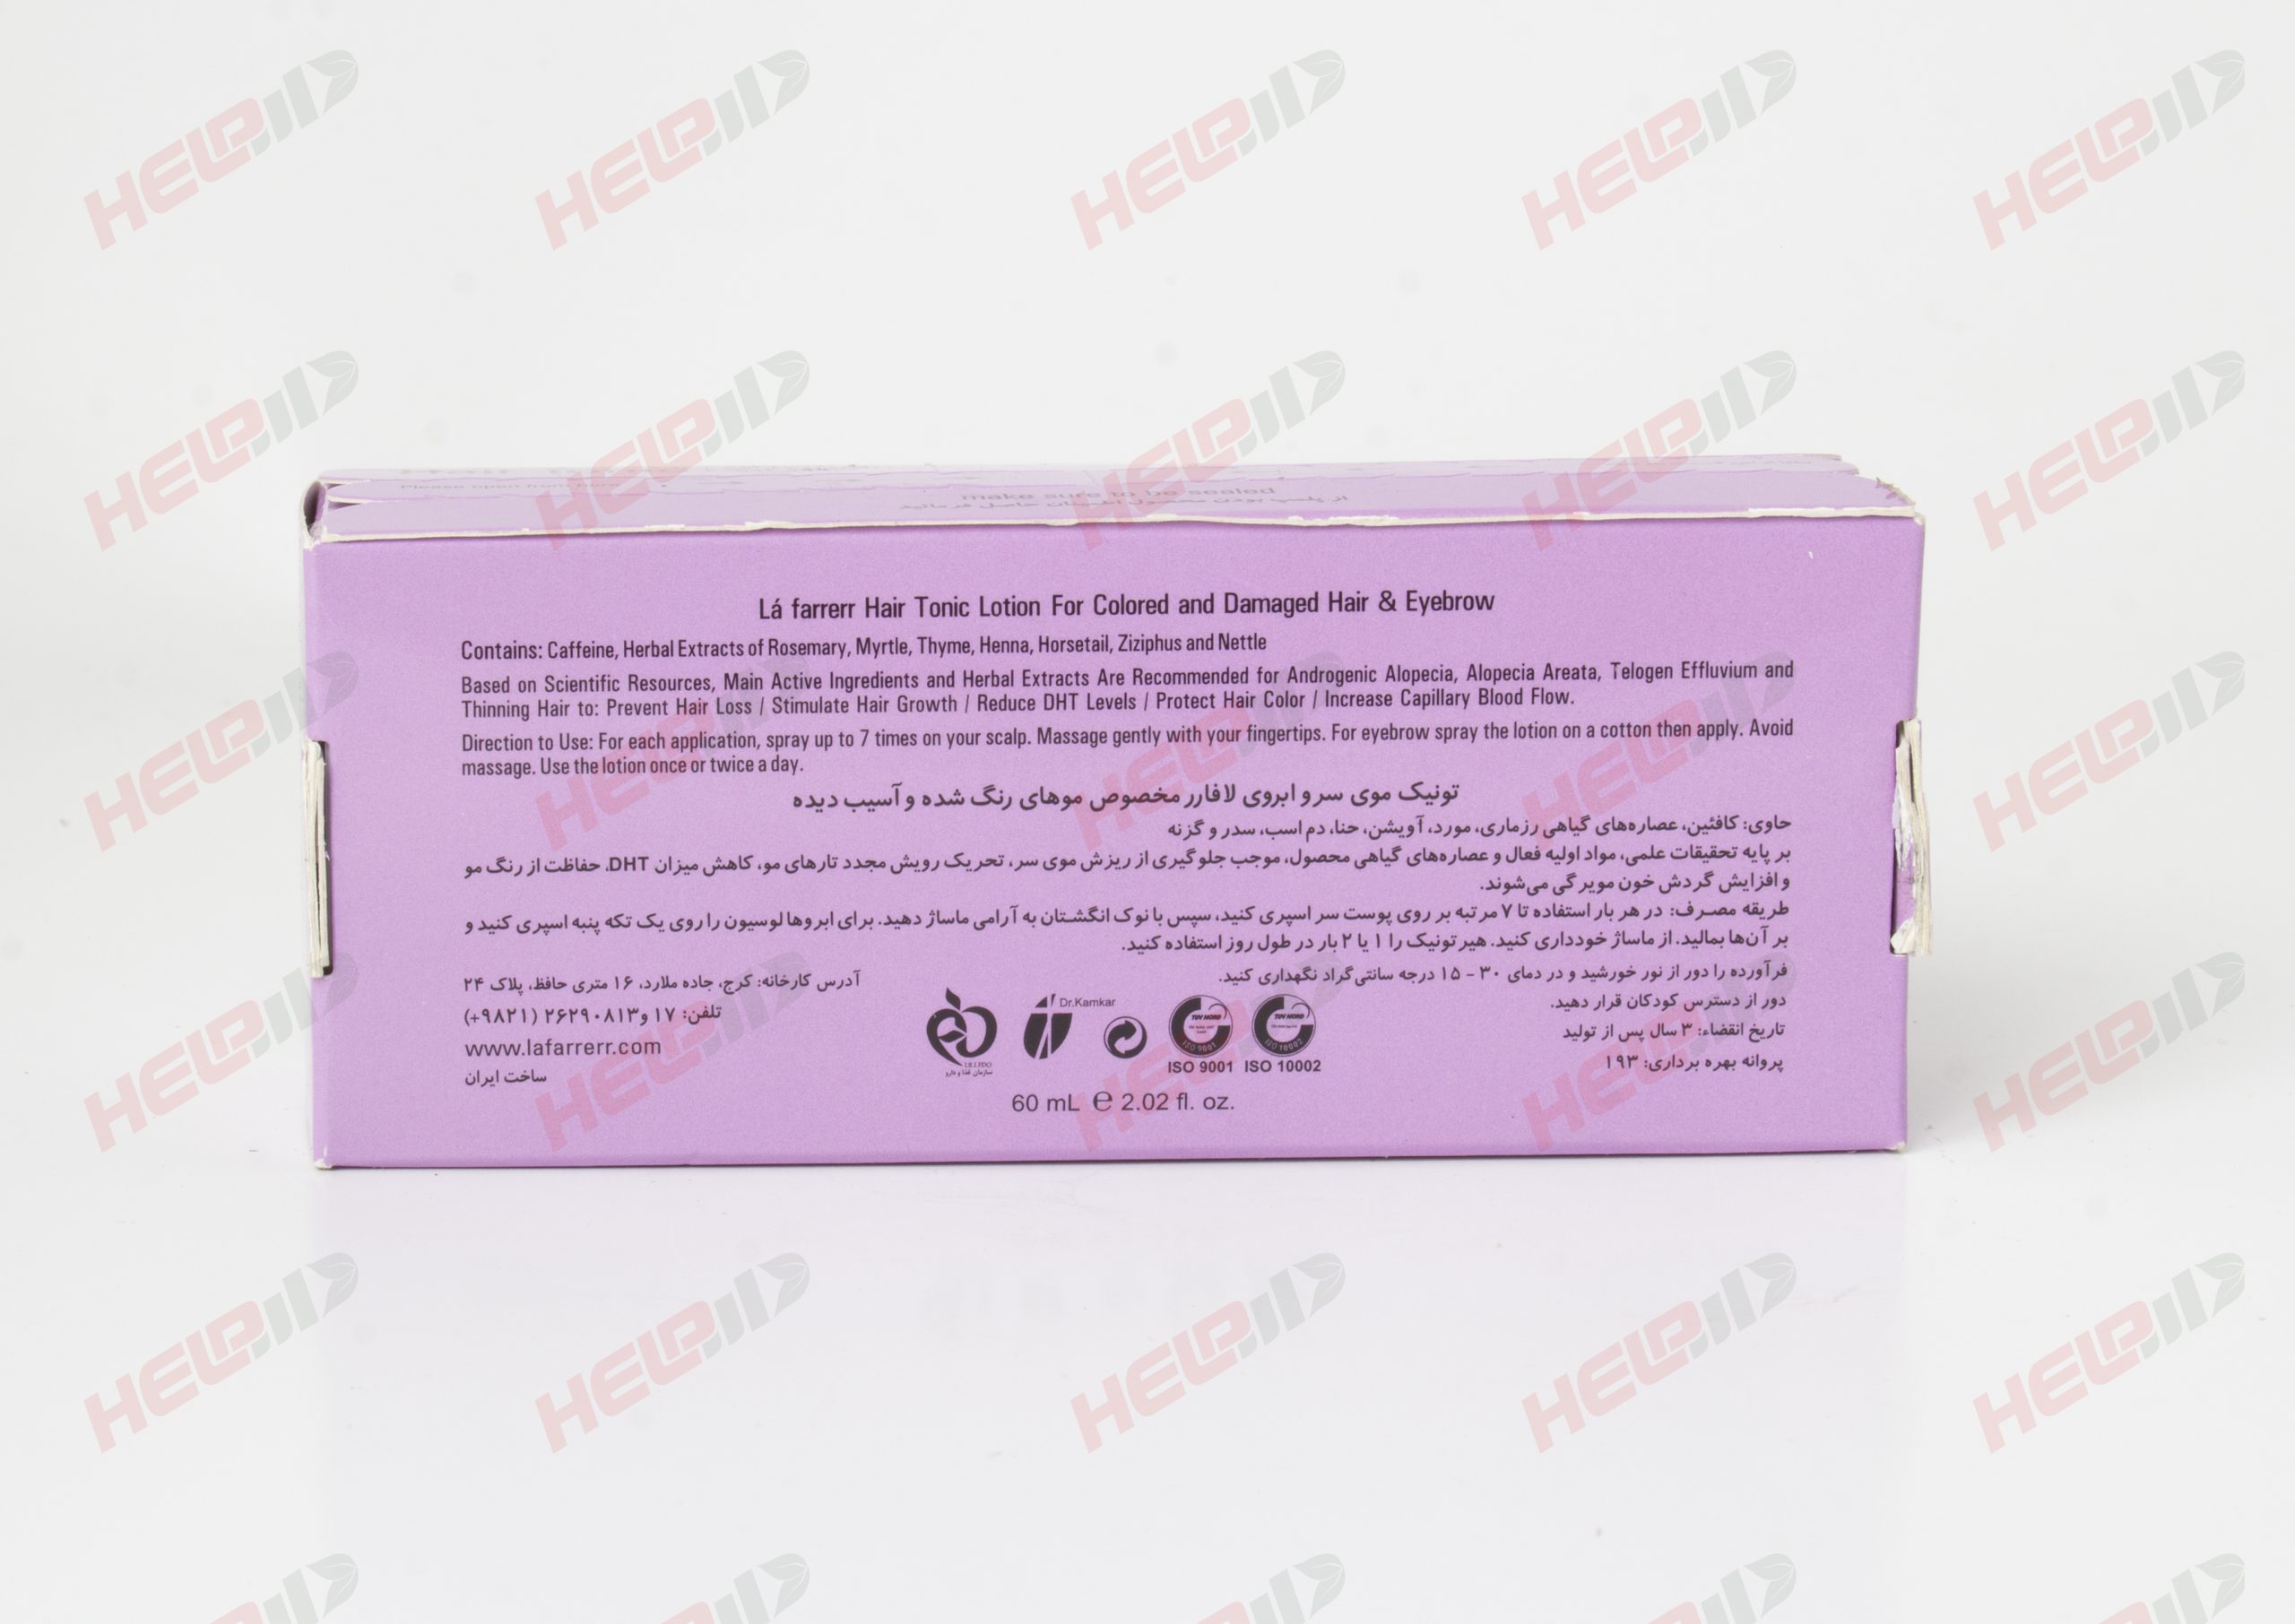 make sure to be sealed
Lá farrerr Hair Tonic Lotion For Colored and Damaged Hair & Eyebrow
Contains: Caffeine, Herbal Extracts of Rosemary, Myrtle, Thyme, Henna, Horsetail, Ziziphus and Nettle
Based on Scientific Resources, Main Active Ingredients and Herbal Extracts Are Recommended for Androgenic Alopecia, Alopecia Areata, Telogen Effluvium and
Thinning Hair to: Prevent Hair Loss / Stimulate Hair Growth / Reduce DHT Levels / Protect Hair Color / Increase Capillary Blood Flow.
Direction to Use: For each application, spray up to 7 times on your scalp. Massage gently with your fingertips. For eyebrow spray the lotion on a cotton then apply. Avoid
massage. Use the lotion once or twice a day.
تونیک موی سر و ابروی لافارر مخصوص موهای رنگ شده و آسیب دیده
حاوی: کافئین، عصاره‌های گیاهی رزماری، مورد، آویشن، حنا، دم اسب، سدر و گزنه
بر پایه تحقیقات علمی، مواد اولیه فعال و عصاره‌های گیاهی محصول، موجب جلوگیری از ریزش موی سر، تحریک رویش مجدد تارهای مو، کاهش میزان DHT، حفاظت از رنگ مو
و افزایش گردش خون مویرگی می‌شوند.
طریقه مصرف: در هر بار استفاده تا ۷ مرتبه بر روی پوست سر اسپری کنید، سپس با نوک انگشتان به آرامی ماساژ دهید. برای ابروها لوسیون را روی یک تکه پنبه اسپری کنید و
بر آن‌ها بمالید. از ماساژ خودداری کنید. هیرتونیک را ۱ یا ۲ بار در طول روز استفاده کنید.
فرآورده را دور از نور خورشید و در دمای ۳۰ - ۱۵ درجه سانتی‌گراد نگهداری کنید.
دور از دسترس کودکان قرار دهید.
تاریخ انقضاء: ۳ سال پس از تولید
پروانه بهره برداری: ۱۹۳
آدرس کارخانه: کرج، جاده ملارد، ۱۶ متری حافظ، پلاک ۲۴
تلفن: ۱۷ و ۲۶۲۹۰۸۱۳ (۹۸۲۱+)
www.lafarrerr.com
ساخت ایران
سازمان غذا و دارو
Dr.Kamkar
TUV NORD
ISO 9001
TUV NORD
ISO 10002
ISO 9001 ISO 10002
60 mL ℮ 2.02 fl. oz.
HELP